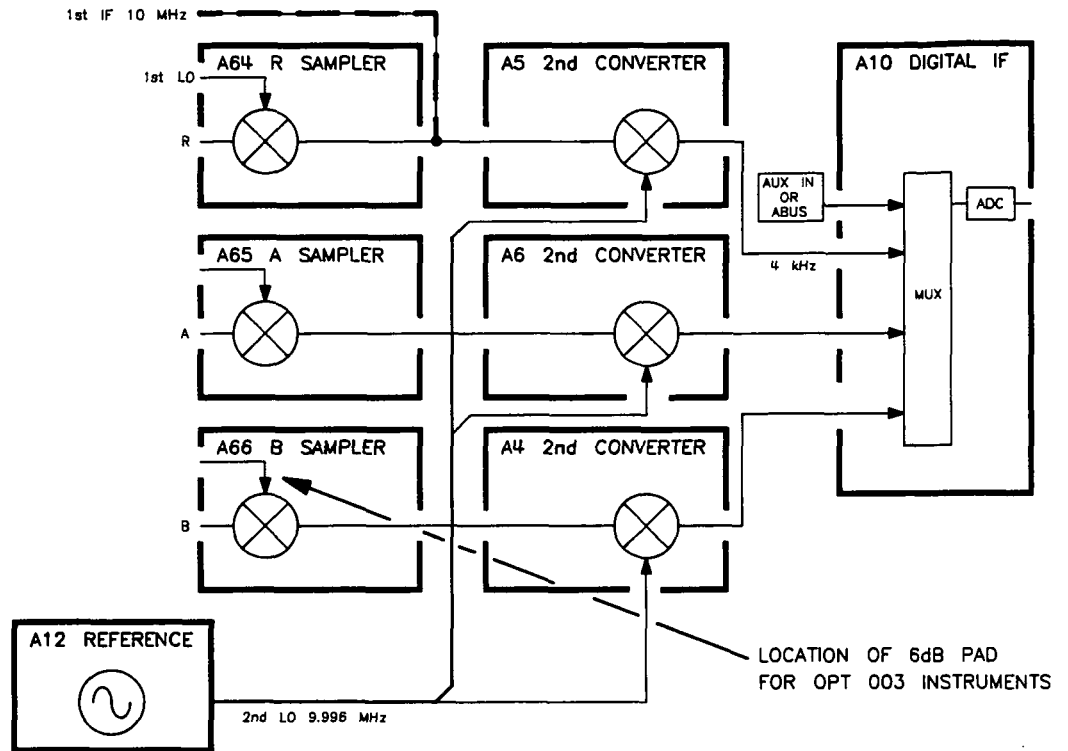 1st IF 10 MHz
A64 R SAMPLER
A5 2nd CONVERTER
A10 DIGITAL IF
1st LO
R
AUX IN
OR
ABUS
ADC
4 kHz
MUX
A65 A SAMPLER
A6 2nd CONVERTER
A
A66 B SAMPLER
A4 2nd CONVERTER
B
A12 REFERENCE
2nd LO 9.996 MHz
LOCATION OF 6dB PAD
FOR OPT 003 INSTRUMENTS